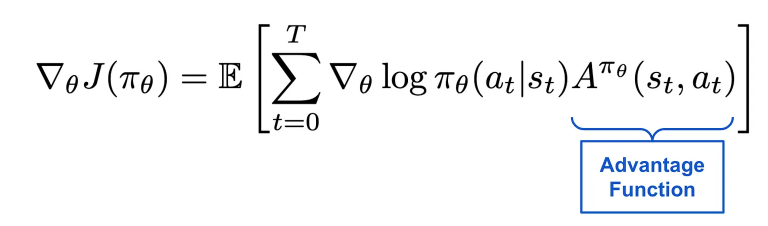 ∇θJ(πθ) = 𝔼 [ ∑_{t=0}^{T} ∇θ log πθ(at|st)A^{πθ}(st, at) ]
Advantage
Function